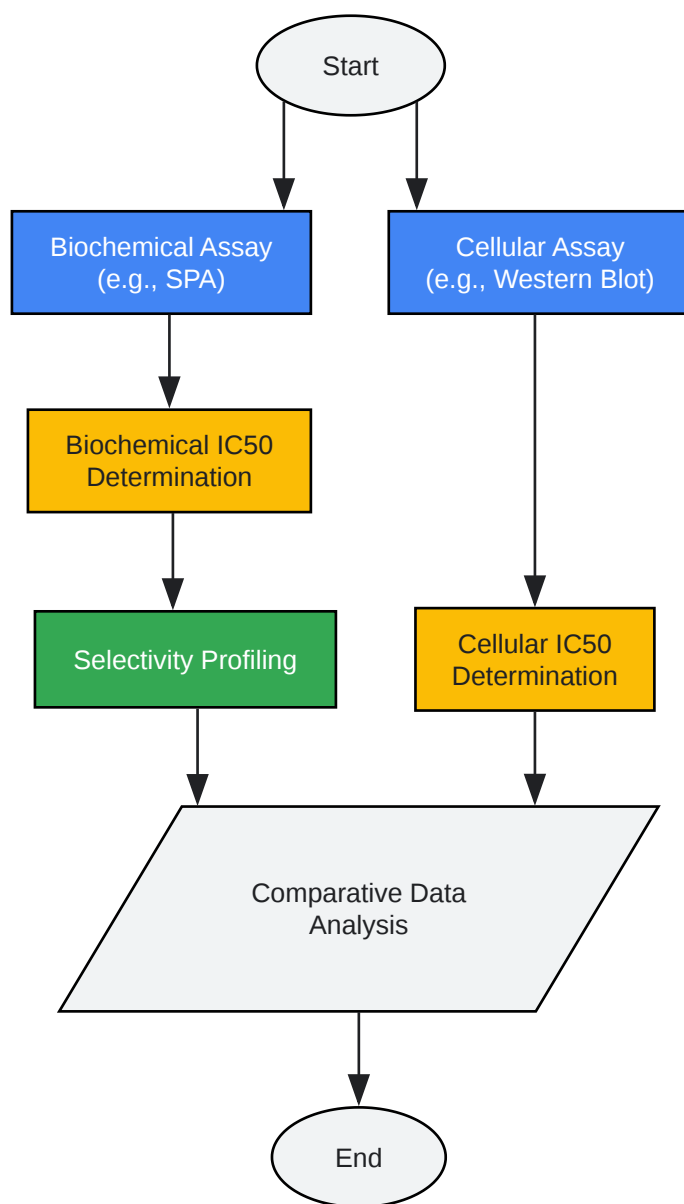 Start
Biochemical Assay
(e.g., SPA)
Cellular Assay
(e.g., Western Blot)
Biochemical IC50
Determination
Selectivity Profiling
Cellular IC50
Determination
Comparative Data
Analysis
End